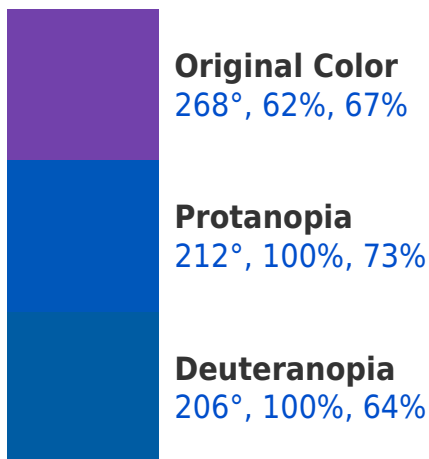 Original Color
268°, 62%, 67%
Protanopia
212°, 100%, 73%
Deuteranopia
206°, 100%, 64%